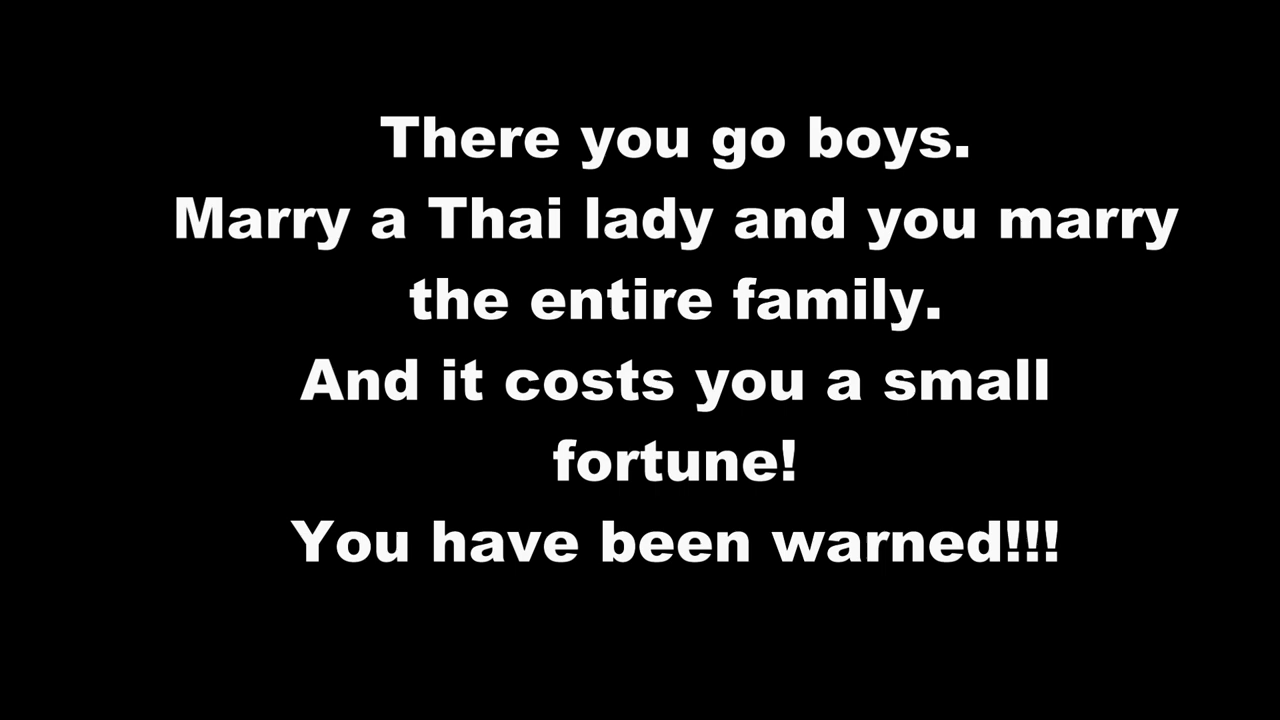 There you go boys.
Marry a Thai lady and you marry
the entire family.
And it costs you a small
fortune!
You have been warned!!!